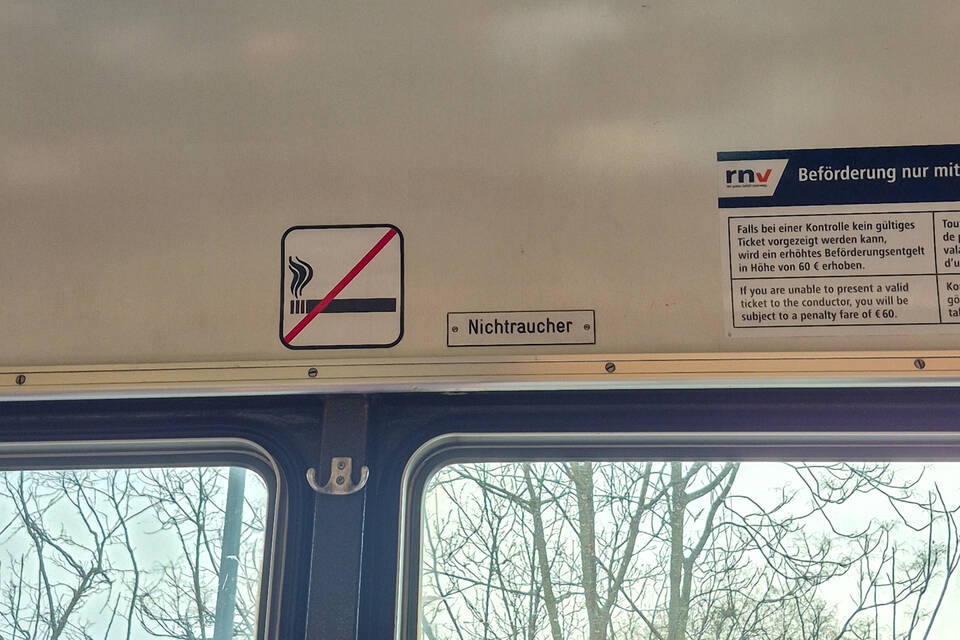 Nichtraucher
rnv
Beförderung nur mit
Falls bei einer Kontrolle kein gültiges
Ticket vorgezeigt werden kann,
wird ein erhöhtes Beförderungsentgelt
in Höhe von 60 € erhoben.
If you are unable to present a valid
ticket to the conductor, you will be
subject to a penalty fare of €60.
de